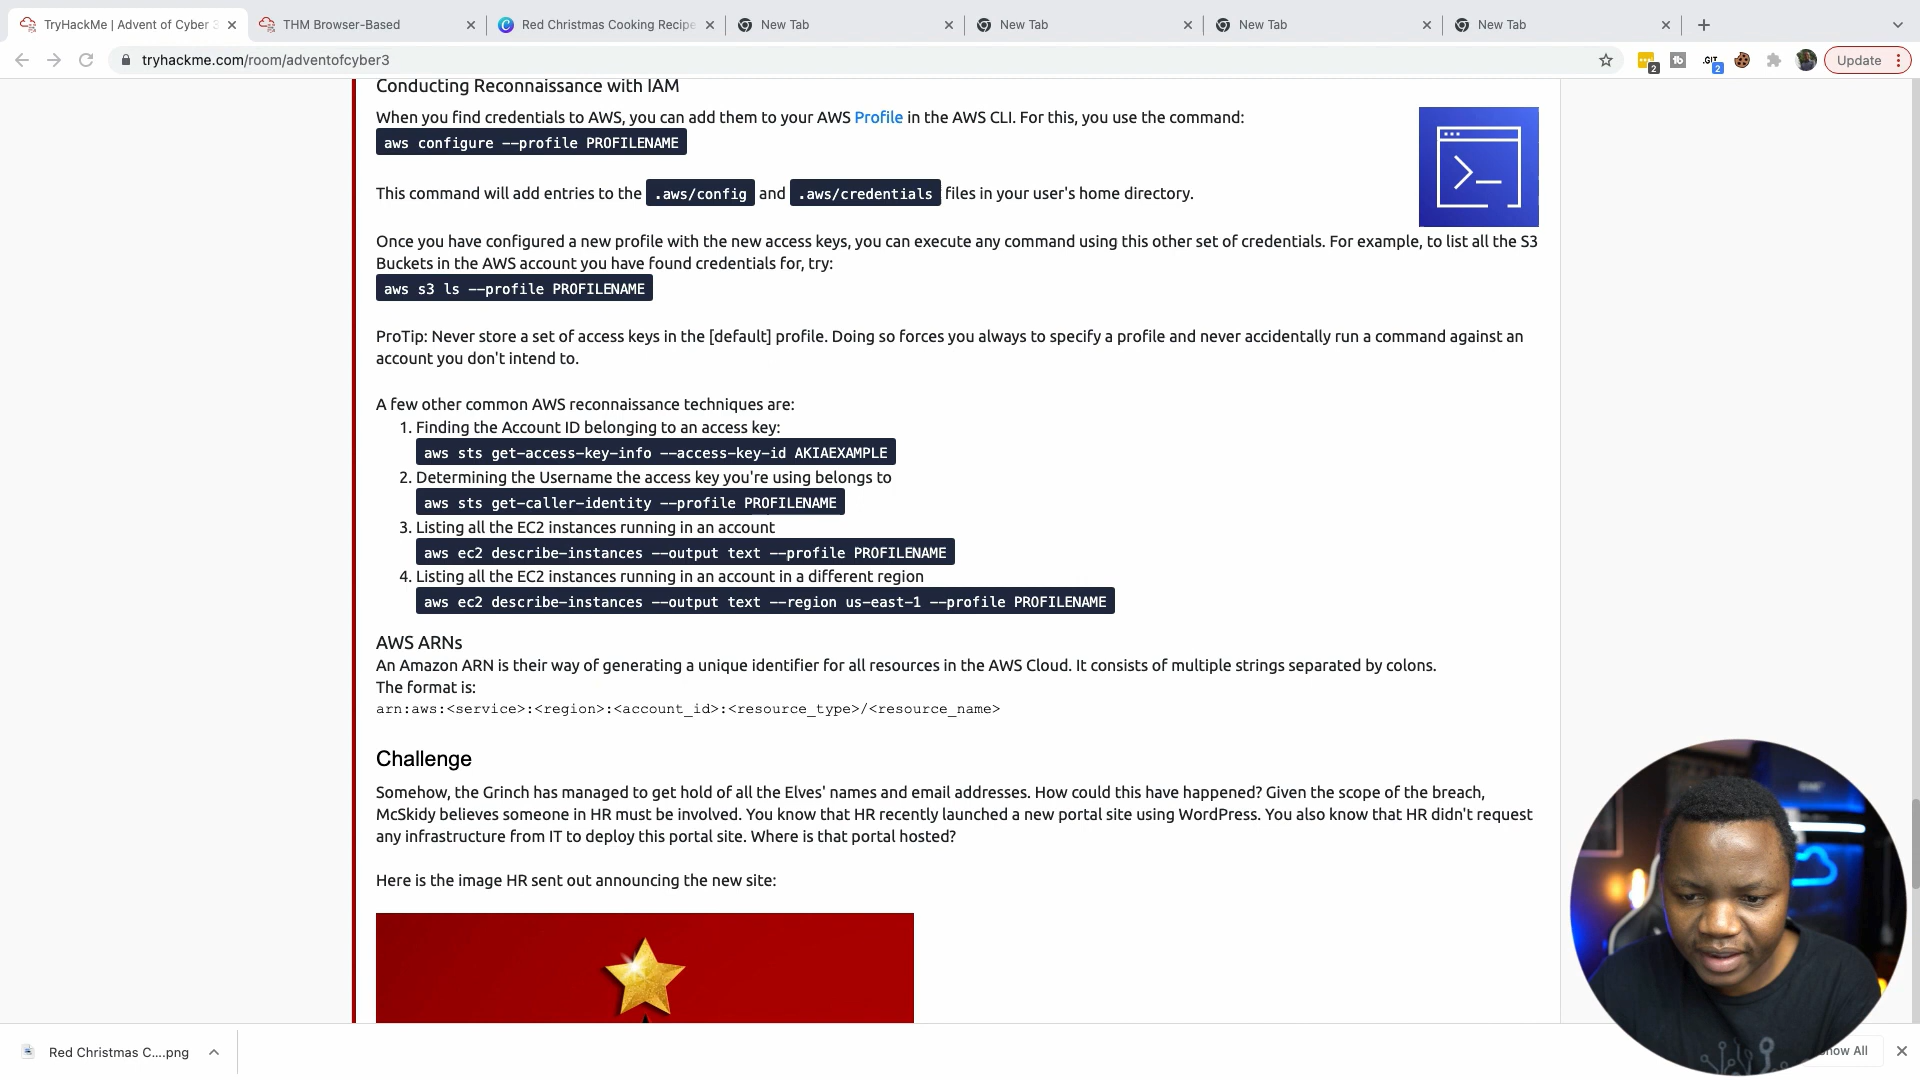 TryHackMe | Advent of Cyber 3
THM Browser-Based
Red Christmas Cooking Recipe
New Tab
New Tab
New Tab
New Tab
tryhackme.com/room/adventofcyber3
2
.GIT
2
Update
Conducting Reconnaissance with IAM
When you find credentials to AWS, you can add them to your AWS Profile in the AWS CLI. For this, you use the command:
aws configure --profile PROFILENAME
This command will add entries to the .aws/config and .aws/credentials files in your user's home directory.
Once you have configured a new profile with the new access keys, you can execute any command using this other set of credentials. For example, to list all the S3
Buckets in the AWS account you have found credentials for, try:
aws s3 ls --profile PROFILENAME
ProTip: Never store a set of access keys in the [default] profile. Doing so forces you always to specify a profile and never accidentally run a command against an
account you don't intend to.
A few other common AWS reconnaissance techniques are:
1. Finding the Account ID belonging to an access key:
aws sts get-access-key-info --access-key-id AKIAEXAMPLE
2. Determining the Username the access key you're using belongs to
aws sts get-caller-identity --profile PROFILENAME
3. Listing all the EC2 instances running in an account
aws ec2 describe-instances --output text --profile PROFILENAME
4. Listing all the EC2 instances running in an account in a different region
aws ec2 describe-instances --output text --region us-east-1 --profile PROFILENAME
AWS ARNs
An Amazon ARN is their way of generating a unique identifier for all resources in the AWS Cloud. It consists of multiple strings separated by colons.
The format is:
arn:aws:<service>:<region>:<account_id>:<resource_type>/<resource_name>
Challenge
Somehow, the Grinch has managed to get hold of all the Elves' names and email addresses. How could this have happened? Given the scope of the breach,
McSkidy believes someone in HR must be involved. You know that HR recently launched a new portal site using WordPress. You also know that HR didn't request
any infrastructure from IT to deploy this portal site. Where is that portal hosted?
Here is the image HR sent out announcing the new site:
Red Christmas C....png
Show All